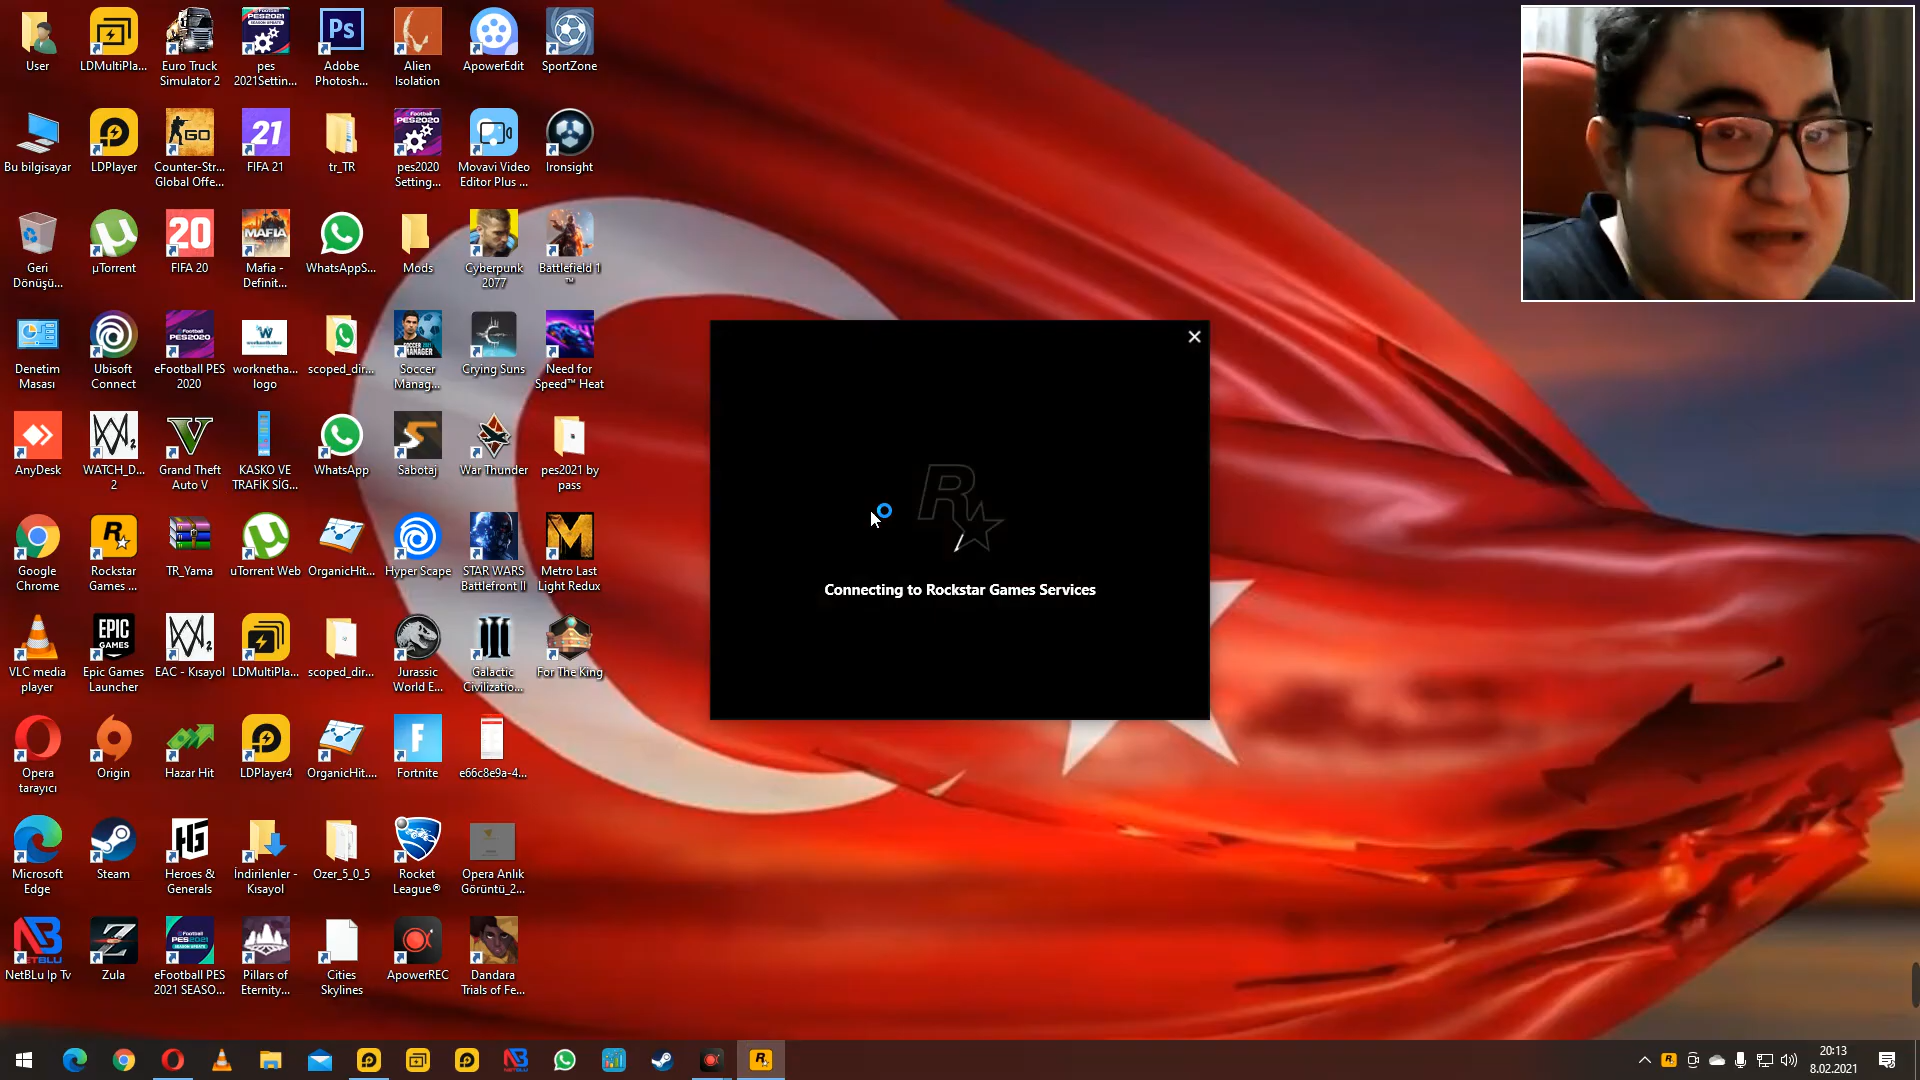 User
LDMultiPla...
Euro Truck
Simulator 2
pes
2021Settin...
Adobe
Photosh...
Alien
Isolation
ApowerEdit
SportZone
Bu bilgisayar
LDPlayer
Counter-Str...
Global Offe...
FIFA 21
tr_TR
pes2020
Setting...
Movavi Video
Editor Plus ...
Ironsight
Geri
Dönüşü...
µTorrent
FIFA 20
Mafia -
Definit...
WhatsAppS...
Mods
Cyberpunk
2077
Battlefield 1
™
Denetim
Masası
Ubisoft
Connect
eFootball PES
2020
worknetha...
logo
scoped_dir...
Soccer
Manag...
Crying Suns
Need for
Speed™ Heat
AnyDesk
WATCH_D...
2
Grand Theft
Auto V
KASKO VE
TRAFİK SİG...
WhatsApp
Sabotaj
War Thunder
pes2021 by
pass
Google
Chrome
Rockstar
Games ...
TR_Yama
uTorrent Web
OrganicHit...
Hyper Scape
STAR WARS
Battlefront II
Metro Last
Light Redux
VLC media
player
Epic Games
Launcher
EAC - Kısayol
LDMultiPla...
scoped_dir...
Jurassic
World E...
Galactic
Civilizatio...
For The King
Opera
tarayıcı
Origin
Hazar Hit
LDPlayer4
OrganicHit....
Fortnite
e66c8e9a-4...
Microsoft
Edge
Steam
Heroes &
Generals
İndirilenler -
Kısayol
Ozer_5_0_5
Rocket
League®
Opera Anlık
Görüntü_2...
NetBLu Ip Tv
Zula
eFootball PES
2021 SEASO...
Pillars of
Eternity...
Cities
Skylines
ApowerREC
Dandara
Trials of Fe...
Connecting to Rockstar Games Services
20:13
8.02.2021